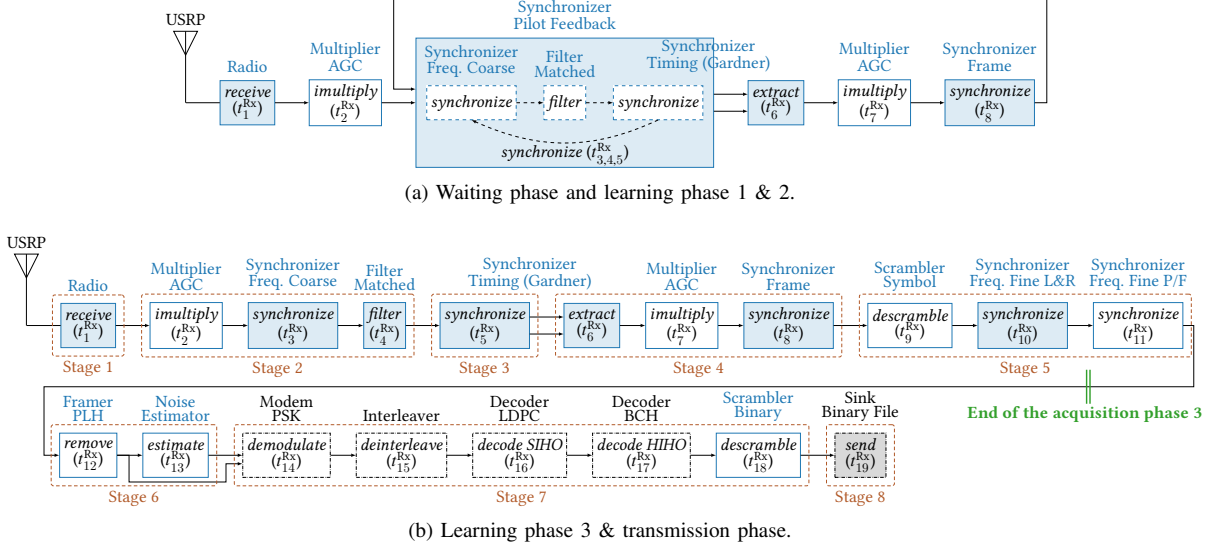 Synchronizer
Pilot Feedback
USRP
Radio
receive
(t₁ᴿˣ)
Multiplier
AGC
imultiply
(t₂ᴿˣ)
Synchronizer
Freq. Coarse
synchronize
Filter
Matched
filter
Synchronizer
Timing (Gardner)
synchronize
synchronize (t₃,₄,₅ᴿˣ)
extract
(t₆ᴿˣ)
Multiplier
AGC
imultiply
(t₇ᴿˣ)
Synchronizer
Frame
synchronize
(t₈ᴿˣ)
(a) Waiting phase and learning phase 1 & 2.
USRP
Radio
receive
(t₁ᴿˣ)
Stage 1
Multiplier
AGC
imultiply
(t₂ᴿˣ)
Synchronizer
Freq. Coarse
synchronize
(t₃ᴿˣ)
Filter
Matched
filter
(t₄ᴿˣ)
Stage 2
Synchronizer
Timing (Gardner)
synchronize
(t₅ᴿˣ)
Stage 3
extract
(t₆ᴿˣ)
Multiplier
AGC
imultiply
(t₇ᴿˣ)
Synchronizer
Frame
synchronize
(t₈ᴿˣ)
Stage 4
Scrambler
Symbol
descramble
(t₉ᴿˣ)
Synchronizer
Freq. Fine L&R
synchronize
(t₁₀ᴿˣ)
Synchronizer
Freq. Fine P/F
synchronize
(t₁₁ᴿˣ)
Stage 5
End of the acquisition phase 3
Framer
PLH
remove
(t₁₂ᴿˣ)
Noise
Estimator
estimate
(t₁₃ᴿˣ)
Stage 6
Modem
PSK
demodulate
(t₁₄ᴿˣ)
Interleaver
deinterleave
(t₁₅ᴿˣ)
Decoder
LDPC
decode SIHO
(t₁₆ᴿˣ)
Decoder
BCH
decode HIHO
(t₁₇ᴿˣ)
Scrambler
Binary
descramble
(t₁₈ᴿˣ)
Stage 7
Sink
Binary File
send
(t₁₉ᴿˣ)
Stage 8
(b) Learning phase 3 & transmission phase.